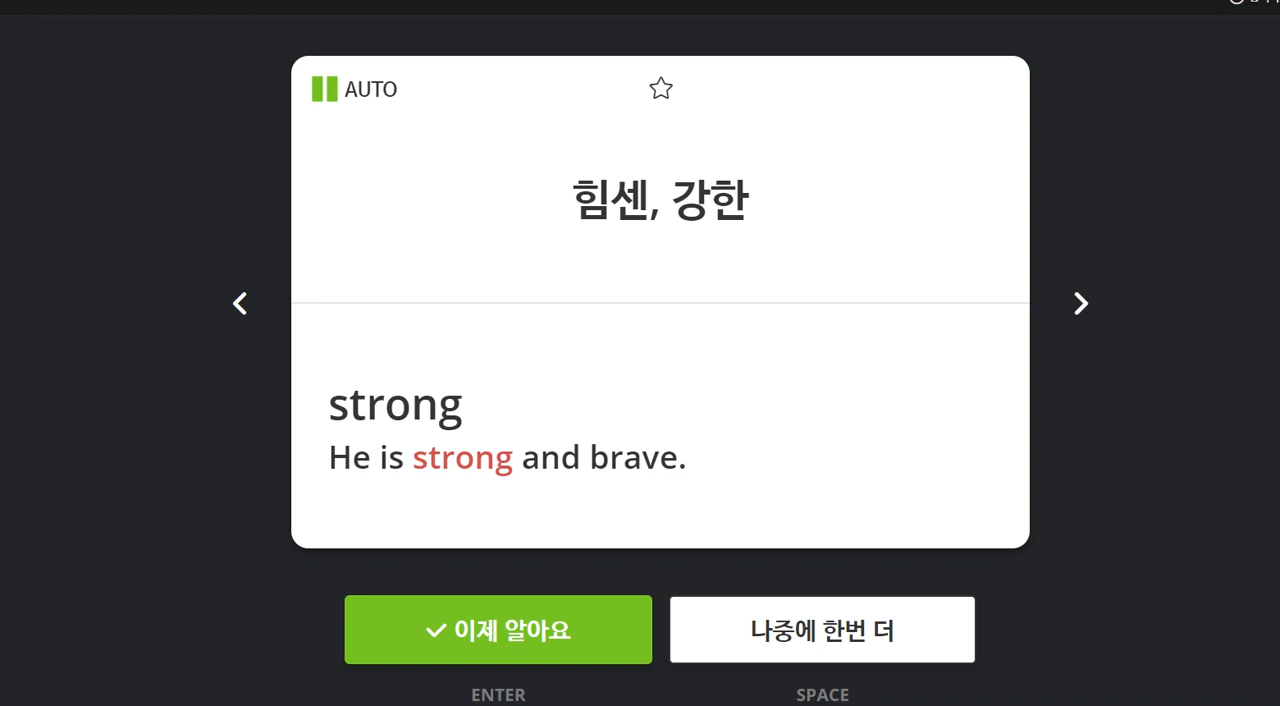 AUTO
힘센, 강한
strong
He is strong and brave.
이제 알아요
나중에 한번 더
ENTER
SPACE